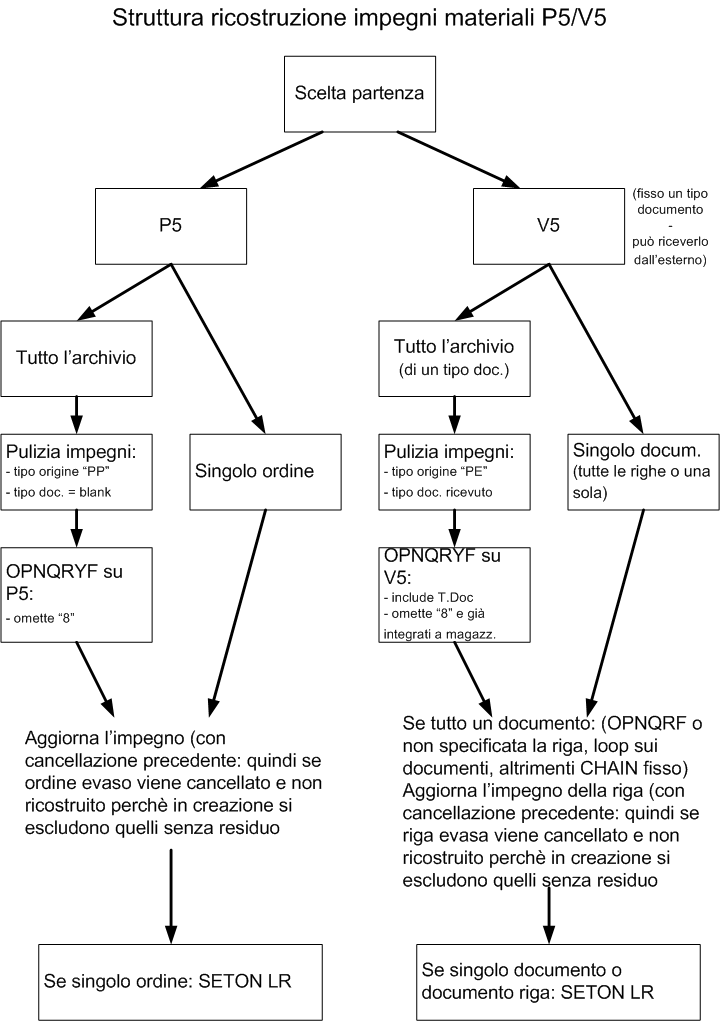 Struttura ricostruzione impegni materiali P5/V5
Scelta partenza
P5
V5
(fisso un tipo
documento
-
può riceverlo
dall'esterno)
Tutto l'archivio
Tutto l'archivio
(di un tipo doc.)
Pulizia impegni:
- tipo origine “PP”
- tipo doc. = blank
Singolo ordine
Pulizia impegni:
- tipo origine “PE”
- tipo doc. ricevuto
Singolo docum.
(tutte le righe o una
sola)
OPNQRYF su
P5:
- omette “8”
OPNQRYF su
V5:
- include T.Doc
- omette “8” e già
integrati a magazz.
Aggiorna l'impegno (con
cancellazione precedente: quindi se
ordine evaso viene cancellato e non
ricostruito perchè in creazione si
escludono quelli senza residuo
Se tutto un documento: (OPNQRF o
non specificata la riga, loop sui
documenti, altrimenti CHAIN fisso)
Aggiorna l'impegno della riga (con
cancellazione precedente: quindi se
riga evasa viene cancellato e non
ricostruito perchè in creazione si
escludono quelli senza residuo
Se singolo ordine: SETON LR
Se singolo documento o
documento riga: SETON LR